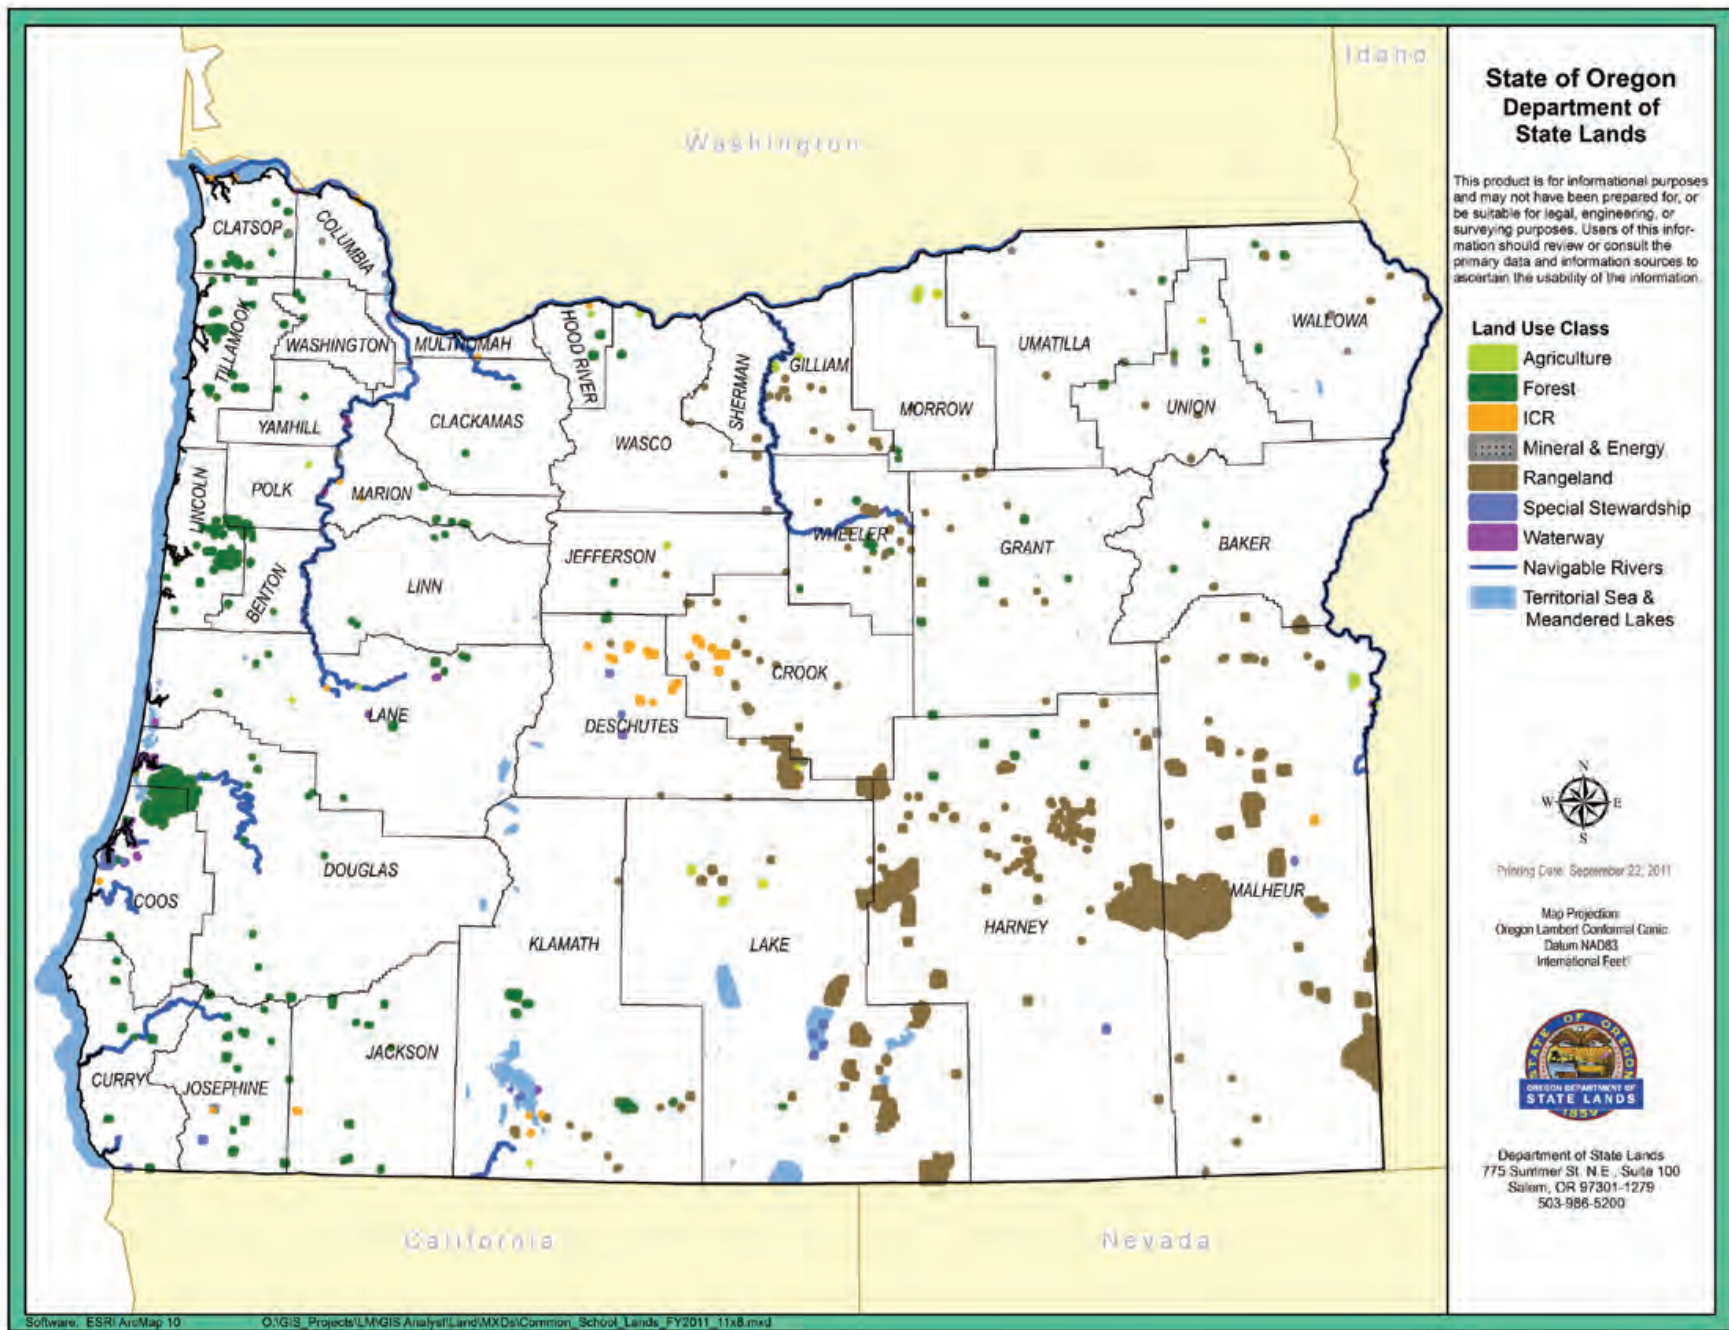 Idaho
Washington
CLATSOP
COLUMBIA
TILLAMOOK
WASHINGTON
MULTNOMAH
HOOD RIVER
SHERMAN
GILLIAM
MORROW
UMATILLA
UNION
WALLOWA
YAMHILL
CLACKAMAS
WASCO
LINCOLN
POLK
MARION
BENTON
LINN
JEFFERSON
WHEELER
GRANT
BAKER
LANE
DESCHUTES
CROOK
COOS
DOUGLAS
KLAMATH
LAKE
HARNEY
MALHEUR
CURRY
JOSEPHINE
JACKSON
California
Nevada
State of Oregon
Department of
State Lands
This product is for informational purposes
and may not have been prepared for, or
be suitable for legal, engineering, or
surveying purposes. Users of this infor-
mation should review or consult the
primary data and information sources to
ascertain the usability of the information.
Land Use Class
Agriculture
Forest
ICR
Mineral & Energy
Rangeland
Special Stewardship
Waterway
Navigable Rivers
Territorial Sea &
Meandered Lakes
N
W E
S
Printing Date: September 22, 2011
Map Projection:
Oregon Lambert Conformal Conic
Datum NAD83
International Feet
STATE OF OREGON
OREGON DEPARTMENT OF
STATE LANDS
1859
Department of State Lands
775 Summer St. N.E., Suite 100
Salem, OR 97301-1279
503-986-5200
Software: ESRI ArcMap 10 O:\GIS_Projects\LM\GIS Analyst\Land\MXDs\Common_School_Lands_FY2011_11x8.mxd